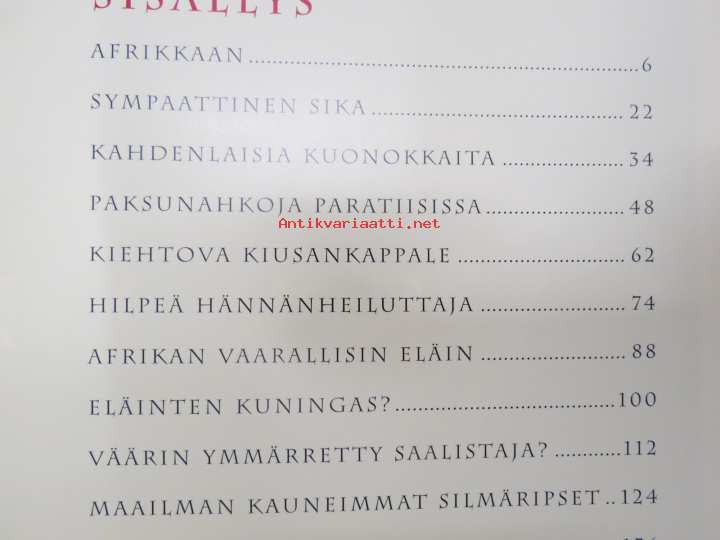 SISÄLLYS
AFRIKKAAN 6
SYMPAATTINEN SIKA 22
KAHDENLAISIA KUONOKKAITA 34
PAKSUNAHKOJA PARATIISISSA 48
Antikvariaatti.net
KIEHTOVA KIUSANKAPPALE 62
HILPEÄ HÄNNÄNHEILUTTAJA 74
AFRIKAN VAARALLISIN ELÄIN 88
ELÄINTEN KUNINGAS? 100
VÄÄRIN YMMÄRRETTY SAALISTAJA? 112
MAAILMAN KAUNEIMMAT SILMÄRIPSET 124